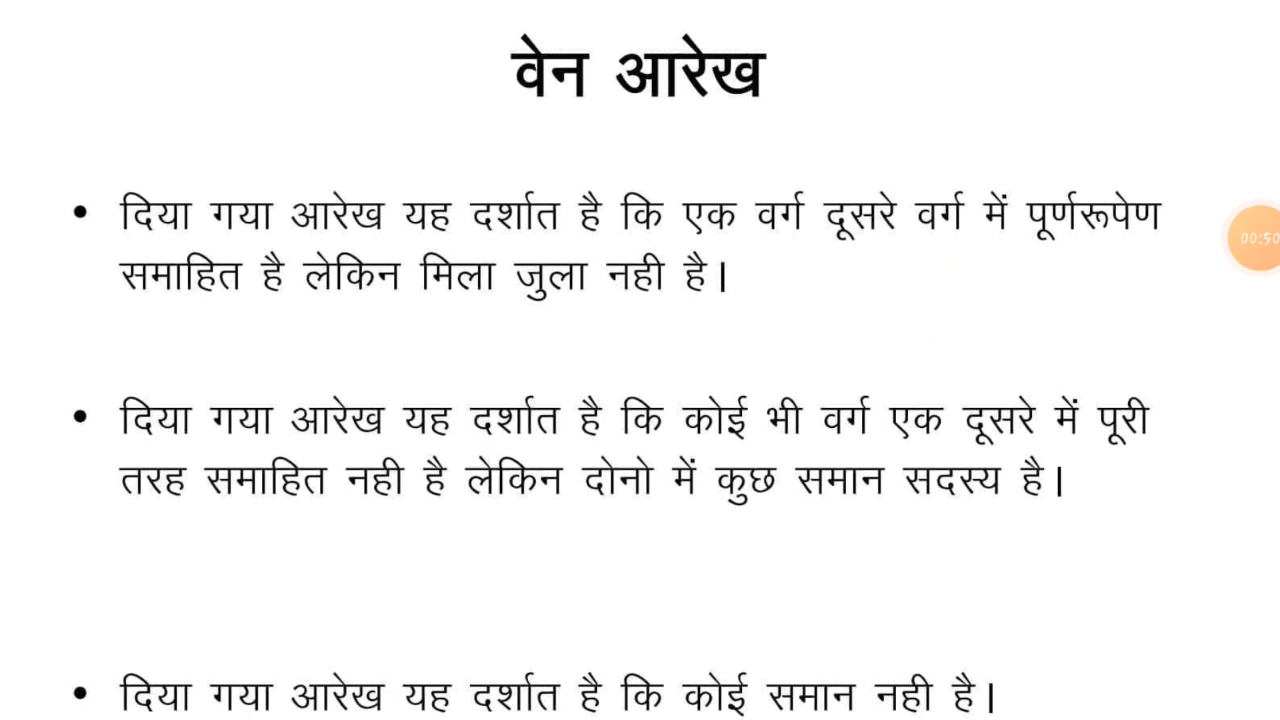 वेन आरेख
• दिया गया आरेख यह दर्शात है कि एक वर्ग दूसरे वर्ग में पूर्णरूपेण
समाहित है लेकिन मिला जुला नही है।
00:50
• दिया गया आरेख यह दर्शात है कि कोई भी वर्ग एक दूसरे में पूरी
तरह समाहित नही है लेकिन दोनो में कुछ समान सदस्य है।
• दिया गया आरेख यह दर्शात है कि कोई समान नही है।